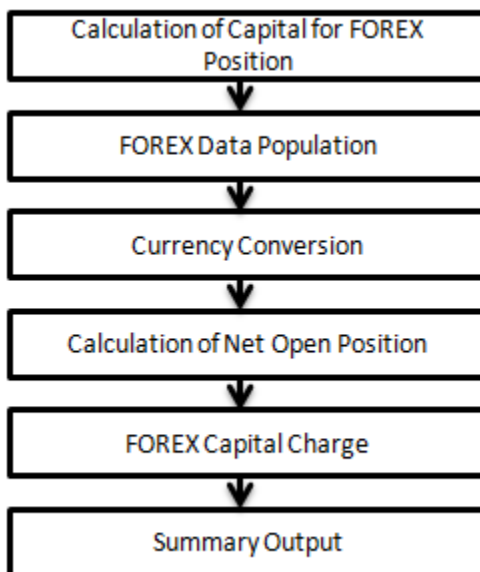 Calculation of Capital for FOREX
Position
FOREX Data Population
Currency Conversion
Calculation of Net Open Position
FOREX Capital Charge
Summary Output